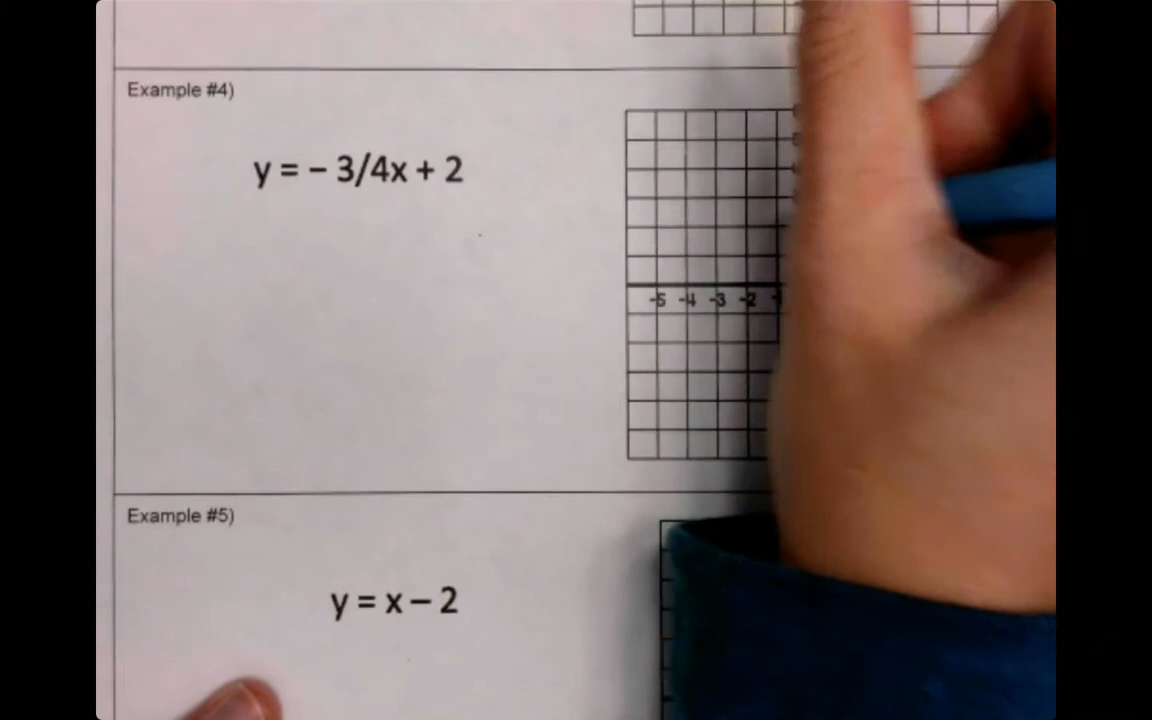 Example #4)
y = – 3/4x + 2
-5 -4 -3 -2
Example #5)
y = x – 2